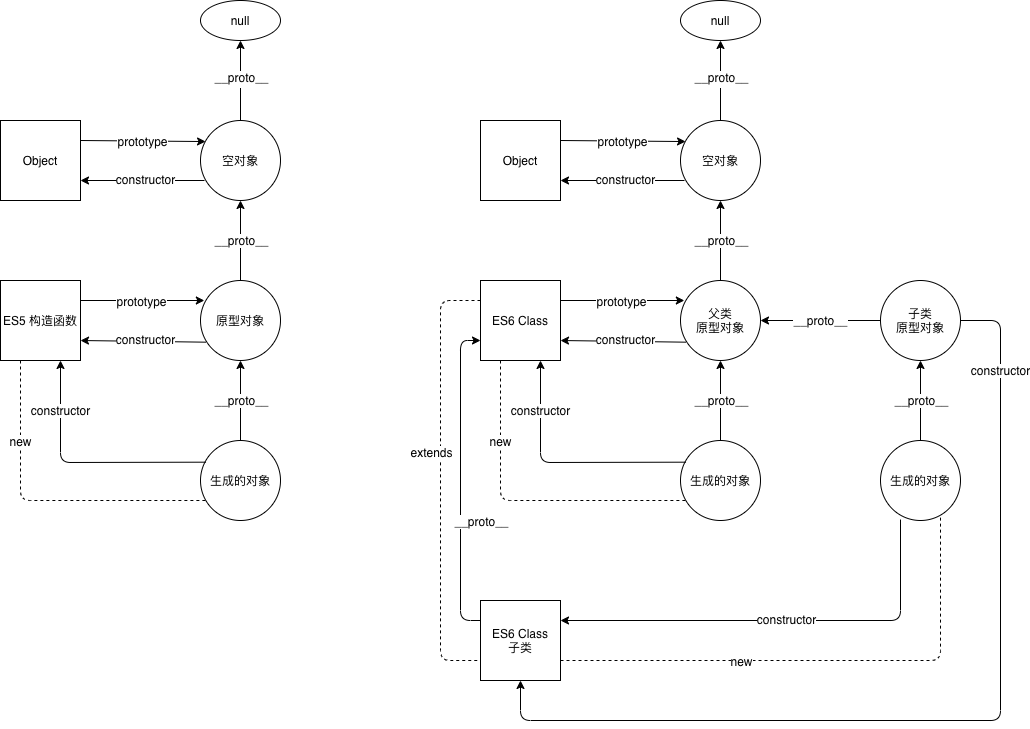 null
__proto__
Object
prototype
空对象
constructor
__proto__
ES5 构造函数
prototype
原型对象
constructor
__proto__
constructor
new
生成的对象
null
__proto__
Object
prototype
空对象
constructor
__proto__
ES6 Class
prototype
父类
原型对象
__proto__
子类
原型对象
constructor
constructor
__proto__
__proto__
constructor
new
extends
生成的对象
生成的对象
__proto__
ES6 Class
子类
constructor
new